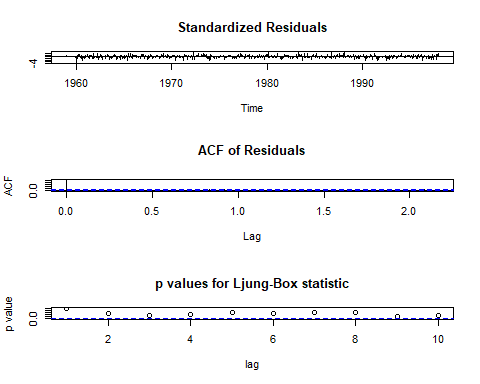 Standardized Residuals
-4
1960 1970 1980 1990
Time
ACF of Residuals
ACF
0.0
0.0 0.5 1.0 1.5 2.0
Lag
p values for Ljung-Box statistic
p value
0.0
2 4 6 8 10
lag